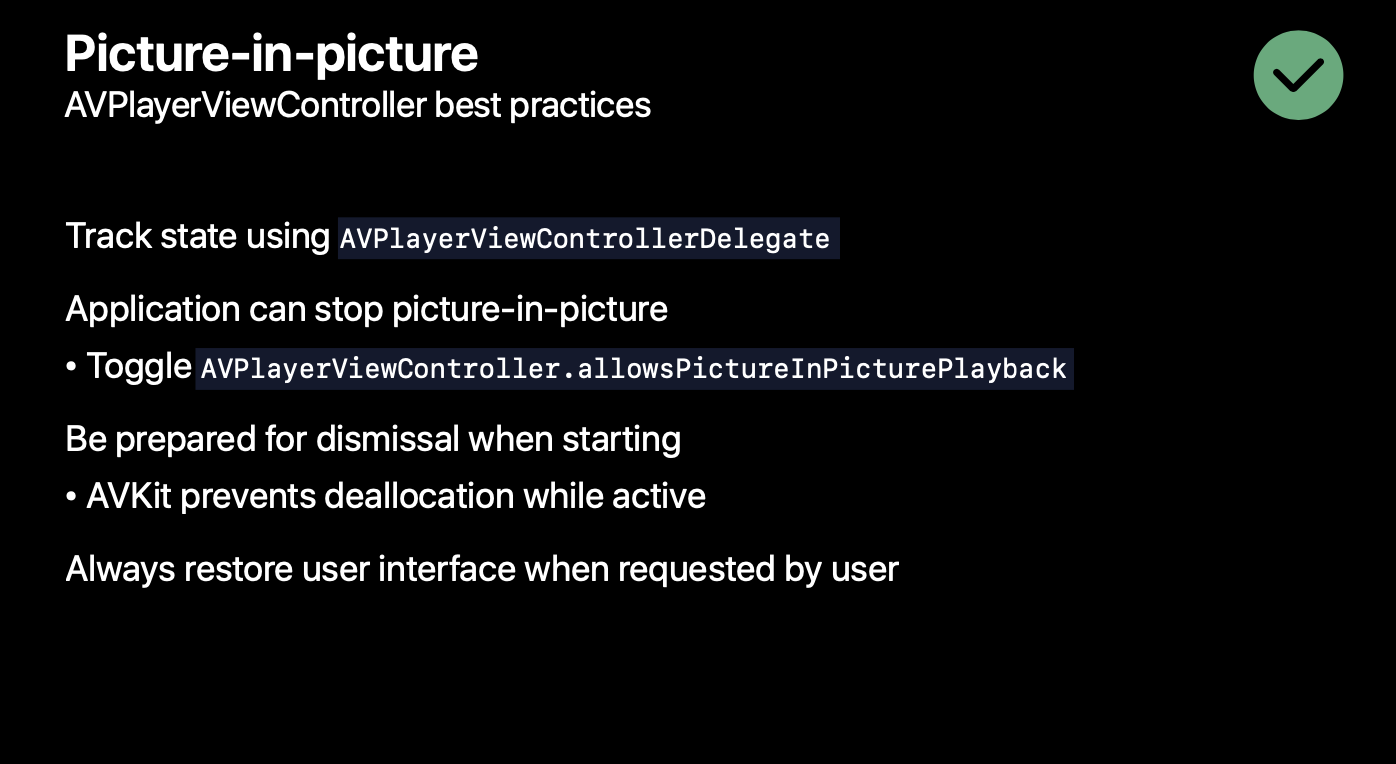 Picture-in-picture
AVPlayerViewController best practices
Track state using AVPlayerViewControllerDelegate
Application can stop picture-in-picture
• Toggle AVPlayerViewController.allowsPictureInPicturePlayback
Be prepared for dismissal when starting
• AVKit prevents deallocation while active
Always restore user interface when requested by user